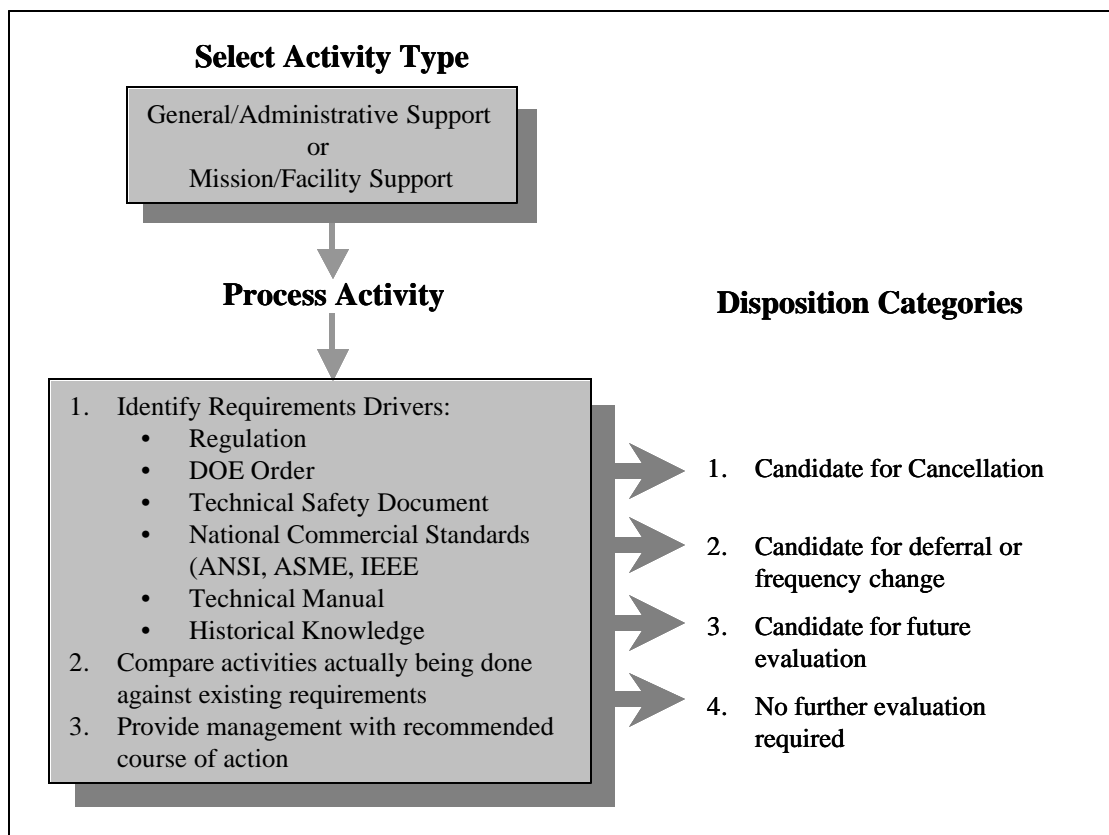 Select Activity Type
General/Administrative Support
or
Mission/Facility Support
Process Activity
1. Identify Requirements Drivers:
• Regulation
• DOE Order
• Technical Safety Document
• National Commercial Standards
(ANSI, ASME, IEEE
• Technical Manual
• Historical Knowledge
2. Compare activities actually being done
against existing requirements
3. Provide management with recommended
course of action
Disposition Categories
1. Candidate for Cancellation
2. Candidate for deferral or
frequency change
3. Candidate for future
evaluation
4. No further evaluation
required